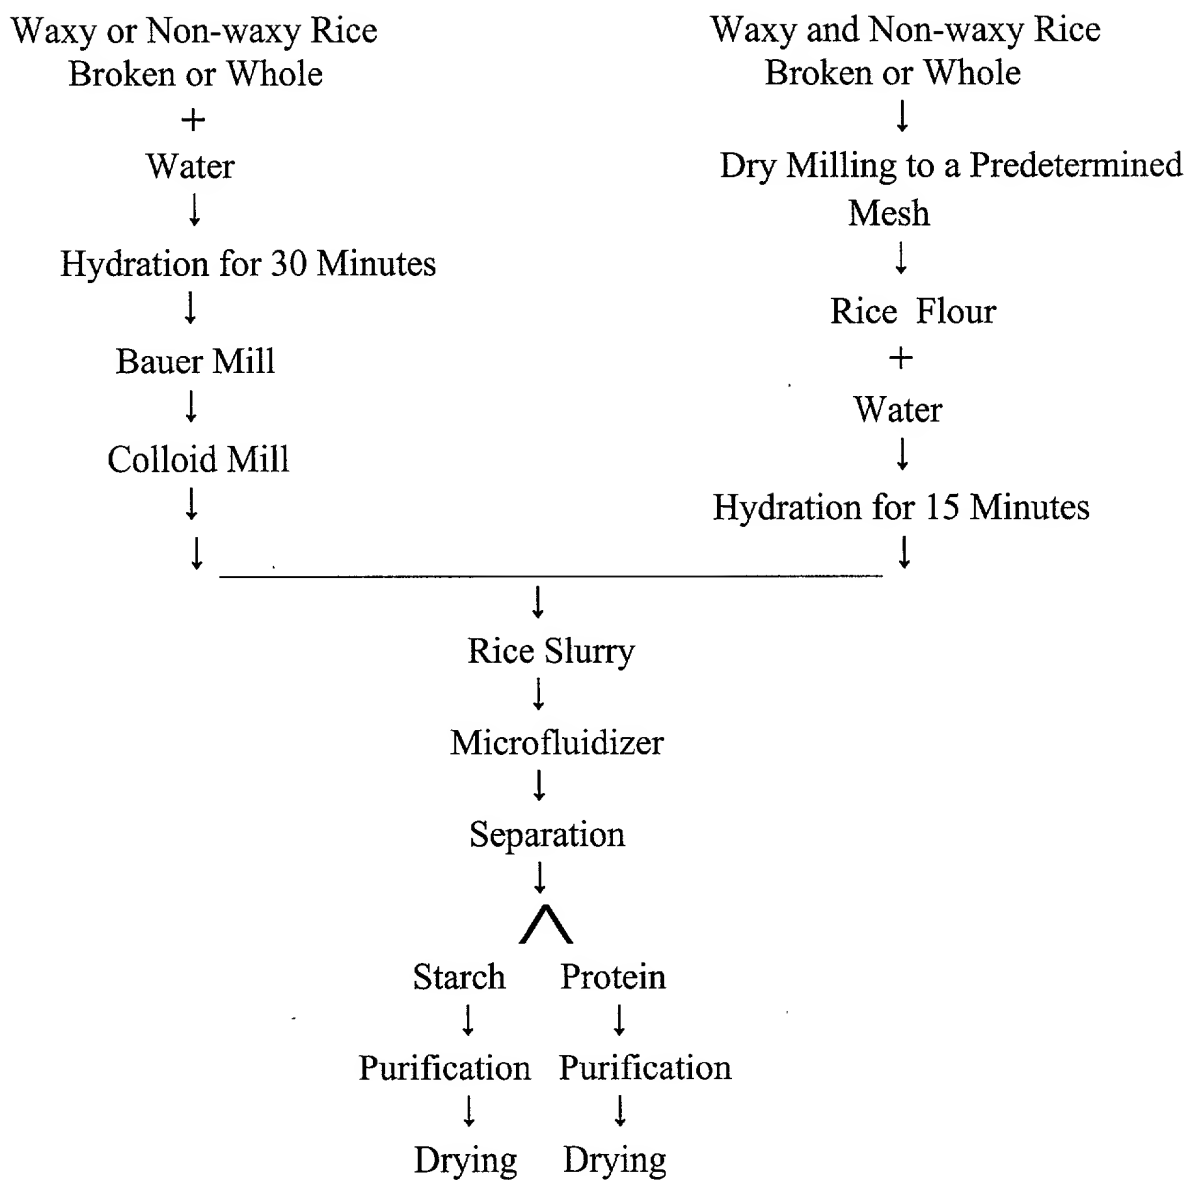 Waxy or Non-waxy Rice
Broken or Whole
+
Water
Hydration for 30 Minutes
Bauer Mill
Colloid Mill
Waxy and Non-waxy Rice
Broken or Whole
Dry Milling to a Predetermined
Mesh
Rice Flour
+
Water
Hydration for 15 Minutes
Rice Slurry
Microfluidizer
Separation
Starch Protein
Purification Purification
Drying Drying